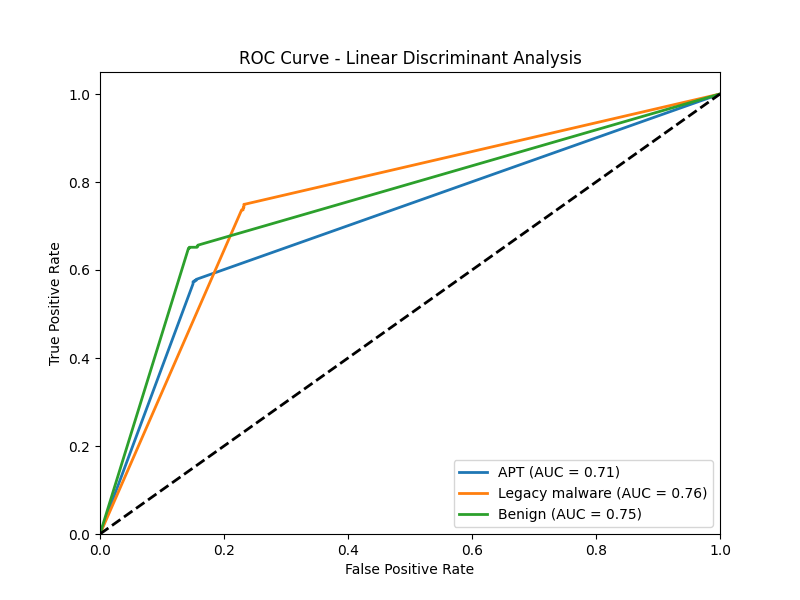 ROC Curve - Linear Discriminant Analysis
True Positive Rate
1.0
0.8
0.6
0.4
0.2
0.0
APT (AUC = 0.71)
Legacy malware (AUC = 0.76)
Benign (AUC = 0.75)
0.0 0.2 0.4 0.6 0.8 1.0
False Positive Rate